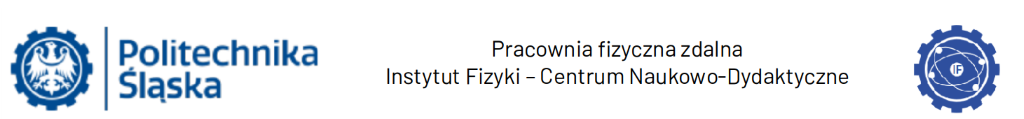 Politechnika
Śląska
Pracownia fizyczna zdalna
Instytut Fizyki – Centrum Naukowo-Dydaktyczne
IF